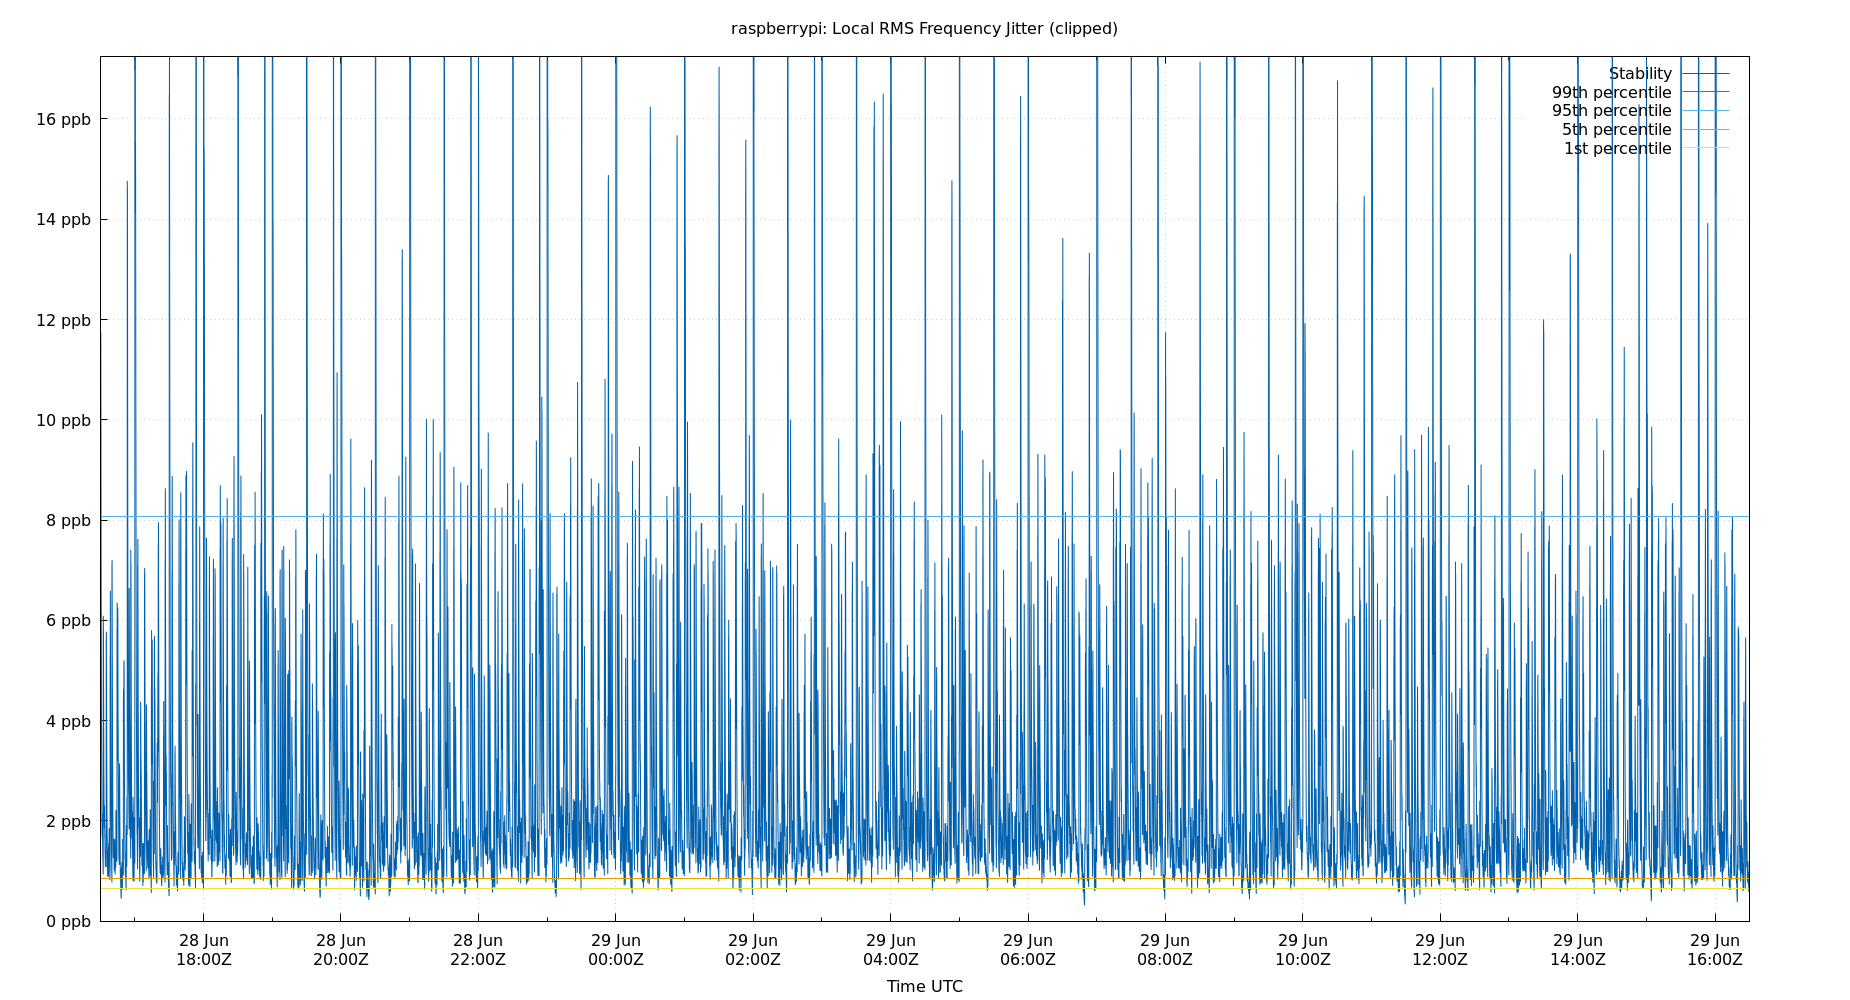 raspberrypi: Local RMS Frequency Jitter (clipped)
Stability
99th percentile
95th percentile
5th percentile
1st percentile
16 ppb
14 ppb
12 ppb
10 ppb
8 ppb
6 ppb
4 ppb
2 ppb
0 ppb
28 Jun 28 Jun 28 Jun 29 Jun 29 Jun 29 Jun 29 Jun 29 Jun 29 Jun 29 Jun 29 Jun 29 Jun
18:00Z 20:00Z 22:00Z 00:00Z 02:00Z 04:00Z 06:00Z 08:00Z 10:00Z 12:00Z 14:00Z 16:00Z
Time UTC